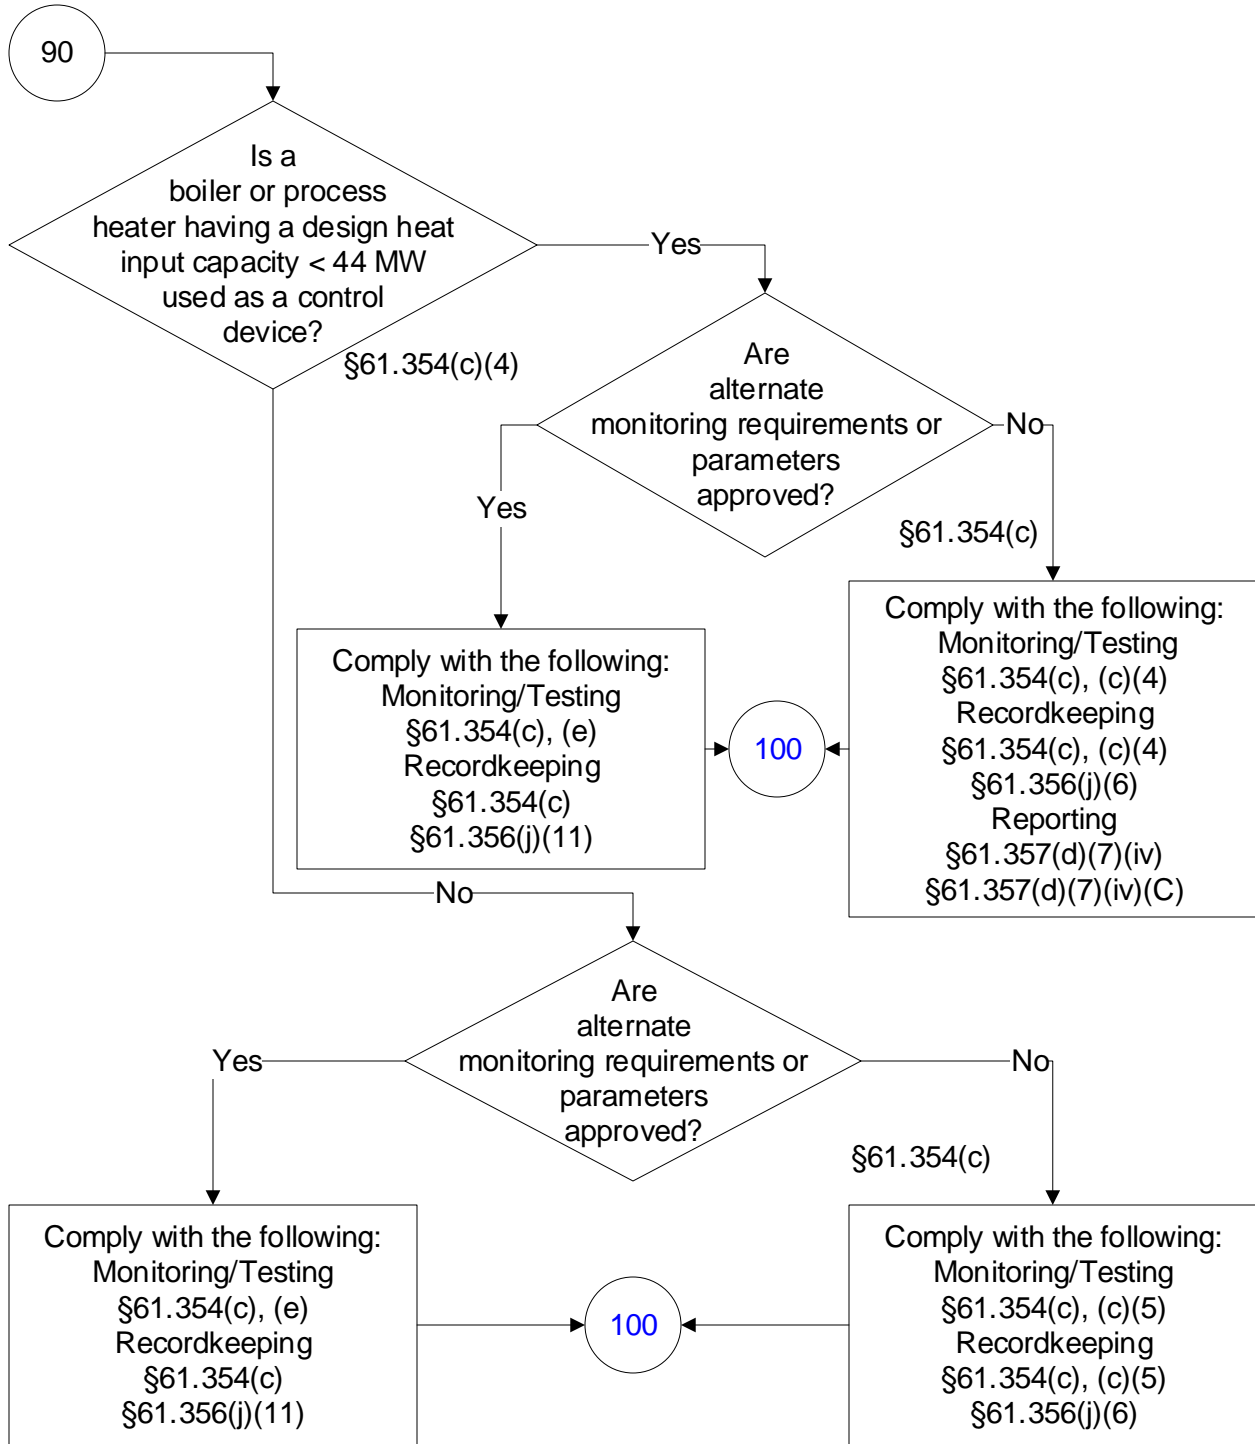 90
Is a
boiler or process
heater having a design heat
input capacity < 44 MW
used as a control
device?
§61.354(c)(4)
Yes
Are
alternate
monitoring requirements or
parameters
approved?
No
§61.354(c)
Yes
Comply with the following:
Monitoring/Testing
§61.354(c), (e)
Recordkeeping
§61.354(c)
§61.356(j)(11)
100
Comply with the following:
Monitoring/Testing
§61.354(c), (c)(4)
Recordkeeping
§61.354(c), (c)(4)
§61.356(j)(6)
Reporting
§61.357(d)(7)(iv)
§61.357(d)(7)(iv)(C)
No
Are
alternate
monitoring requirements or
parameters
approved?
Yes
No
§61.354(c)
Comply with the following:
Monitoring/Testing
§61.354(c), (e)
Recordkeeping
§61.354(c)
§61.356(j)(11)
100
Comply with the following:
Monitoring/Testing
§61.354(c), (c)(5)
Recordkeeping
§61.354(c), (c)(5)
§61.356(j)(6)